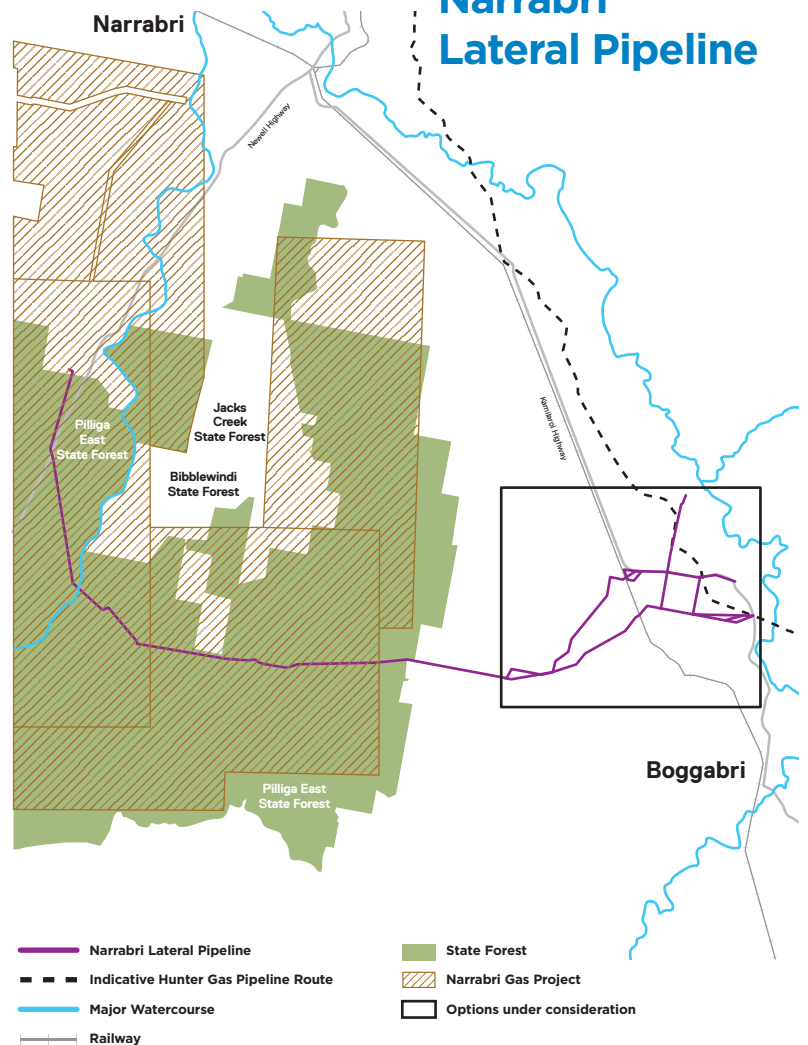 Narrabri
Lateral Pipeline
Narrabri
Newell Highway
Kamilaroi Highway
Jacks
Creek
State Forest
Pilliga
East
State Forest
Bibblewindi
State Forest
Boggabri
Pilliga East
State Forest
Narrabri Lateral Pipeline
Indicative Hunter Gas Pipeline Route
Major Watercourse
Railway
State Forest
Narrabri Gas Project
Options under consideration